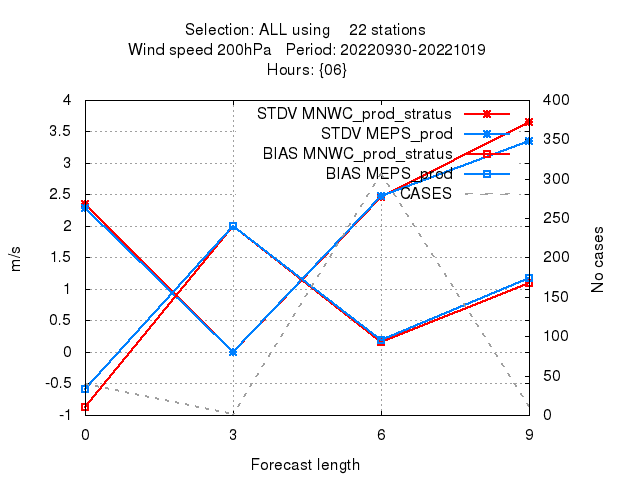 Selection: ALL using 22 stations
Wind speed 200hPa Period: 20220930-20221019
Hours: {06}
STDV MNWC_prod_stratus
STDV MEPS_prod
BIAS MNWC_prod_stratus
BIAS MEPS_prod
CASES
4
3.5
3
2.5
2
1.5
1
0.5
0
-0.5
-1
m/s
400
350
300
250
200
150
100
50
0
No cases
0 3 6 9
Forecast length